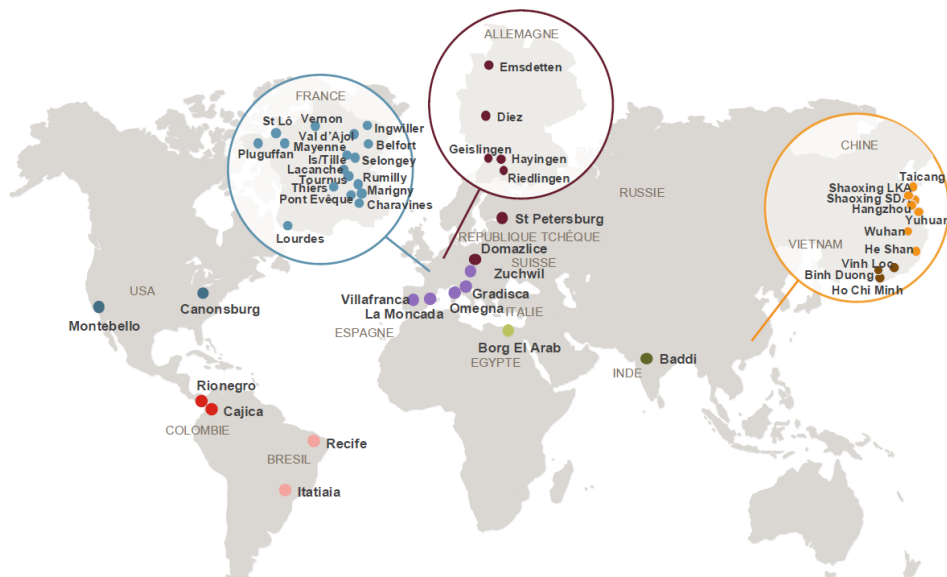 ALLEMAGNE
Emsdetten
Diez
Geislingen
Hayingen
Riedlingen
FRANCE
St Lô
Vernon
Ingwiller
Val d'Ajol
Pluguffan
Mayenne
Belfort
Is/Tille
Selongey
Lacanche
Tournus
Rumilly
Thiers
Marigny
Pont Evêque
Charavines
Lourdes
CHINE
Taicang
Shaoxing LKA
Shaoxing SDA
Hangzhou
Yuhuan
Wuhan
VIETNAM
He Shan
Vinh Loc
Binh Duong
Ho Chi Minh
RUSSIE
St Petersburg
RÉPUBLIQUE TCHÈQUE
Domazlice
SUISSE
Zuchwil
USA
Canonsburg
Montebello
Villafranca
Gradisca
La Moncada
Omegna
ITALIE
ESPAGNE
Borg El Arab
EGYPTE
Baddi
INDE
Rionegro
Cajica
COLOMBIE
Recife
BRESIL
Itatiaia